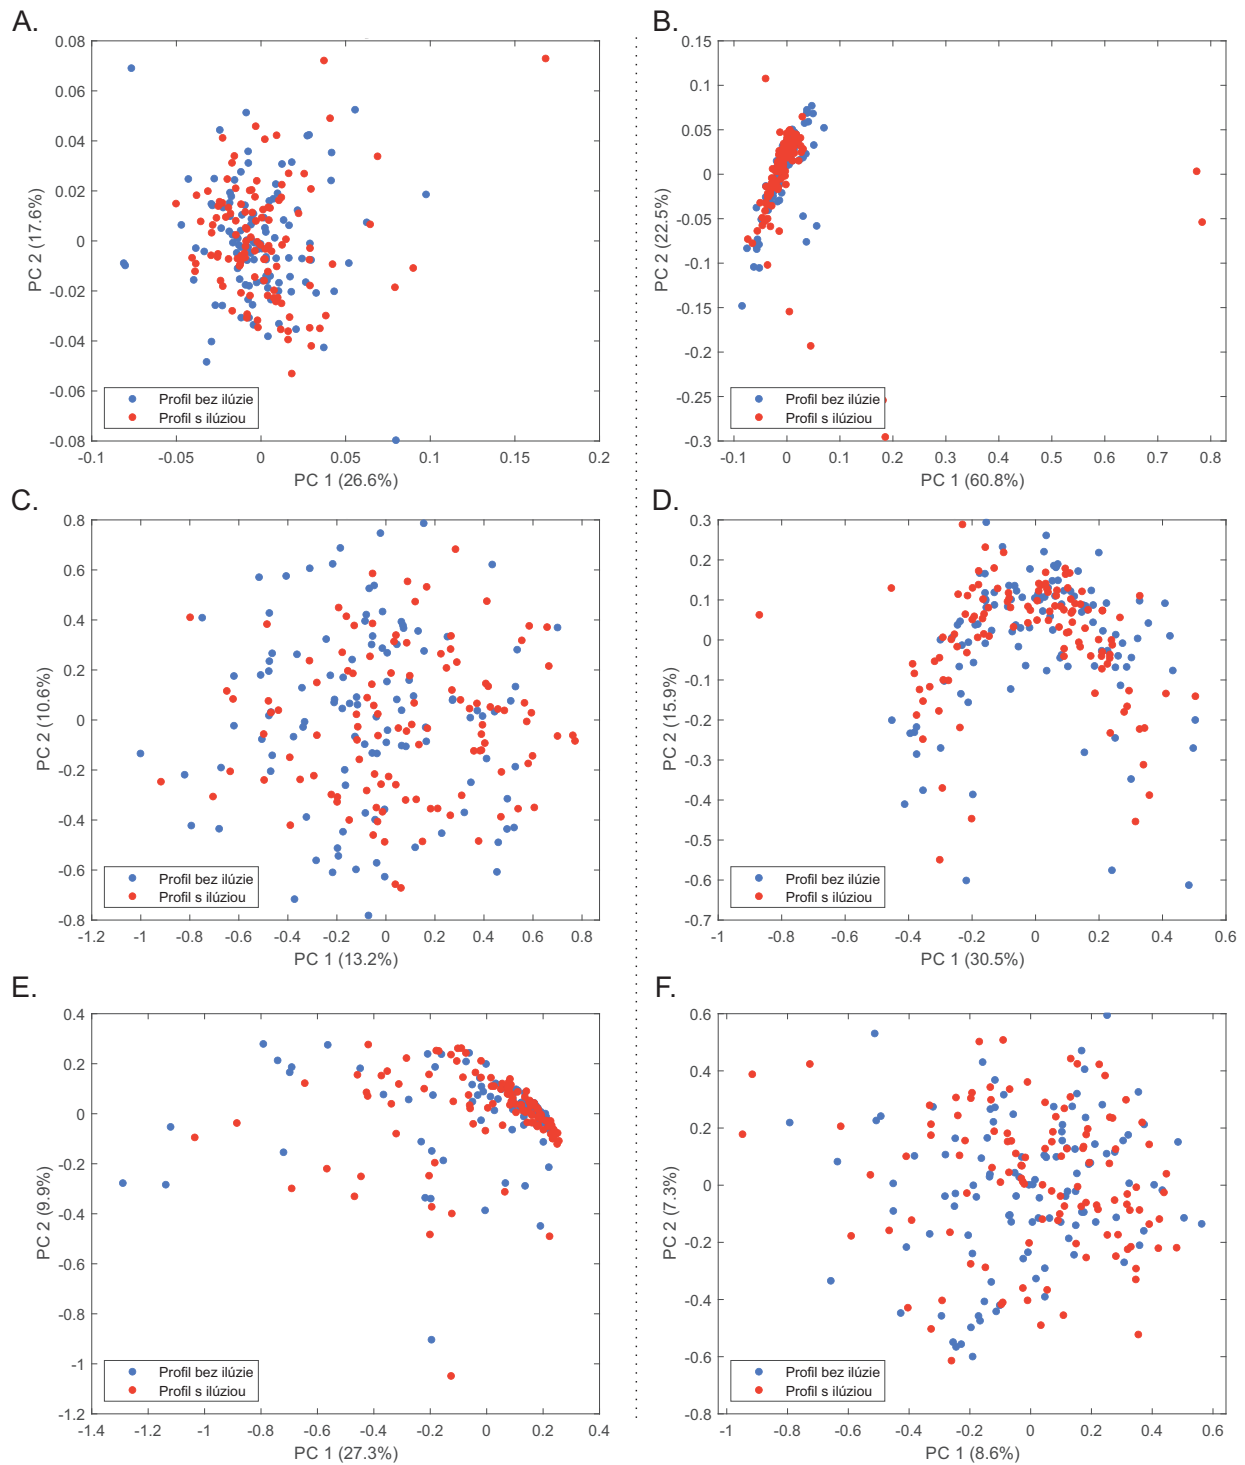 A.
0.08
0.06
0.04
0.02
0
-0.02
-0.04
-0.06
-0.08
PC 2 (17.6%)
Profil bez ilúzie
Profil s ilúziou
-0.1 -0.05 0 0.05 0.1 0.15 0.2
PC 1 (26.6%)
B.
0.15
0.1
0.05
0
-0.05
-0.1
-0.15
-0.2
-0.25
-0.3
PC 2 (22.5%)
Profil bez ilúzie
Profil s ilúziou
-0.1 0 0.1 0.2 0.3 0.4 0.5 0.6 0.7 0.8
PC 1 (60.8%)
C.
0.8
0.6
0.4
0.2
0
-0.2
-0.4
-0.6
-0.8
PC 2 (10.6%)
Profil bez ilúzie
Profil s ilúziou
-1.2 -1 -0.8 -0.6 -0.4 -0.2 0 0.2 0.4 0.6 0.8
PC 1 (13.2%)
D.
0.3
0.2
0.1
0
-0.1
-0.2
-0.3
-0.4
-0.5
-0.6
-0.7
PC 2 (15.9%)
Profil bez ilúzie
Profil s ilúziou
-1 -0.8 -0.6 -0.4 -0.2 0 0.2 0.4 0.6
PC 1 (30.5%)
E.
0.4
0.2
0
-0.2
-0.4
-0.6
-0.8
-1
-1.2
PC 2 (9.9%)
Profil bez ilúzie
Profil s ilúziou
-1.4 -1.2 -1 -0.8 -0.6 -0.4 -0.2 0 0.2 0.4
PC 1 (27.3%)
F.
0.6
0.4
0.2
0
-0.2
-0.4
-0.6
-0.8
PC 2 (7.3%)
Profil bez ilúzie
Profil s ilúziou
-1 -0.8 -0.6 -0.4 -0.2 0 0.2 0.4 0.6
PC 1 (8.6%)